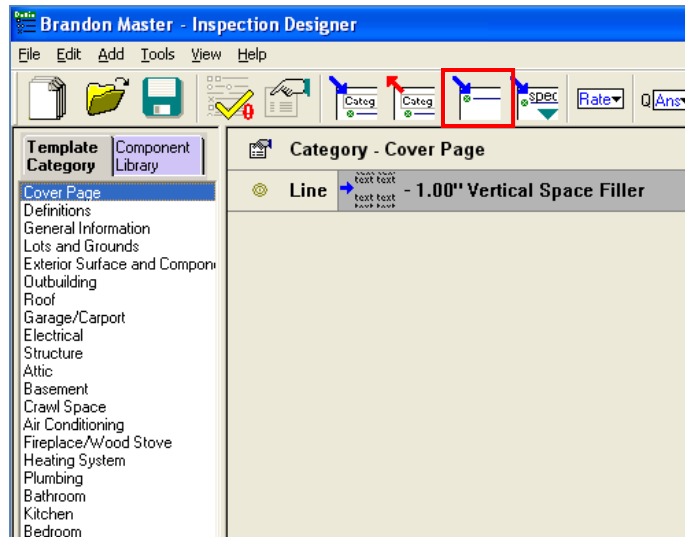 Brandon Master - Inspection Designer
File Edit Add Tools View Help
Categ Categ spec Rate Q Ans
0
Template Category
Component Library
Category - Cover Page
Line text text text text - 1.00" Vertical Space Filler
Cover Page
Definitions
General Information
Lots and Grounds
Exterior Surface and Compon
Outbuilding
Roof
Garage/Carport
Electrical
Structure
Attic
Basement
Crawl Space
Air Conditioning
Fireplace/Wood Stove
Heating System
Plumbing
Bathroom
Kitchen
Bedroom